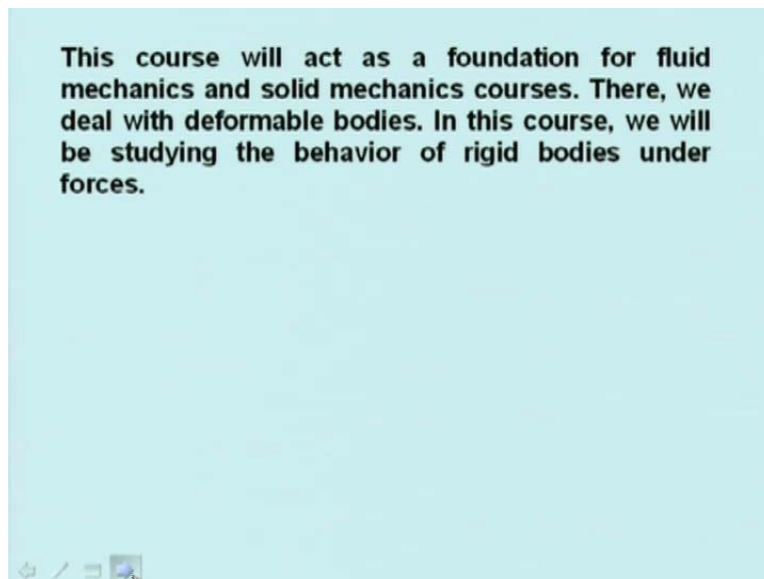 This course will act as a foundation for fluid
mechanics and solid mechanics courses. There, we
deal with deformable bodies. In this course, we will
be studying the behavior of rigid bodies under
forces.